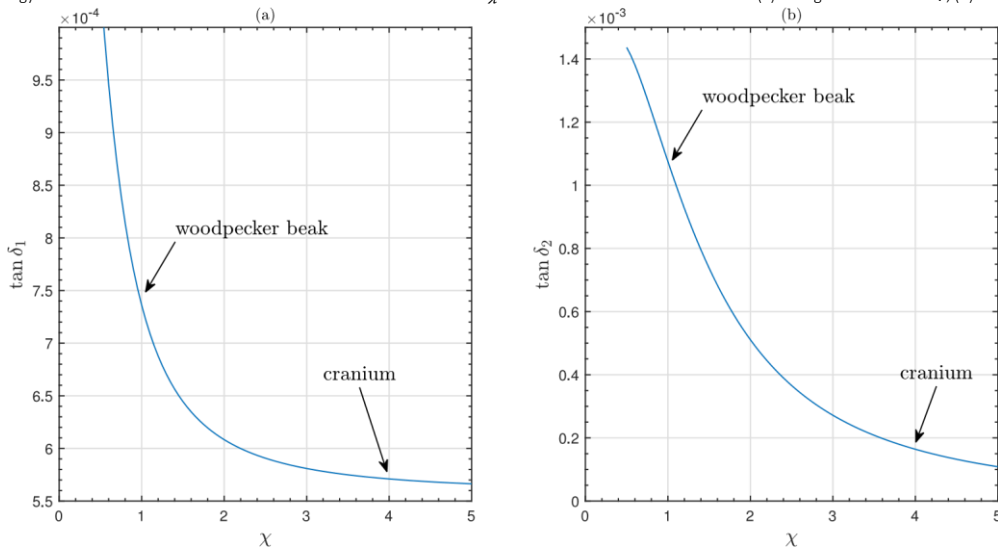 (a)
×10⁻⁴
9.5
9
8.5
8
7.5
7
6.5
6
5.5
0 1 2 3 4 5
tan δ₁
χ
woodpecker beak
cranium
(b)
×10⁻³
1.4
1.2
1
0.8
0.6
0.4
0.2
0
0 1 2 3 4 5
tan δ₂
χ
woodpecker beak
cranium